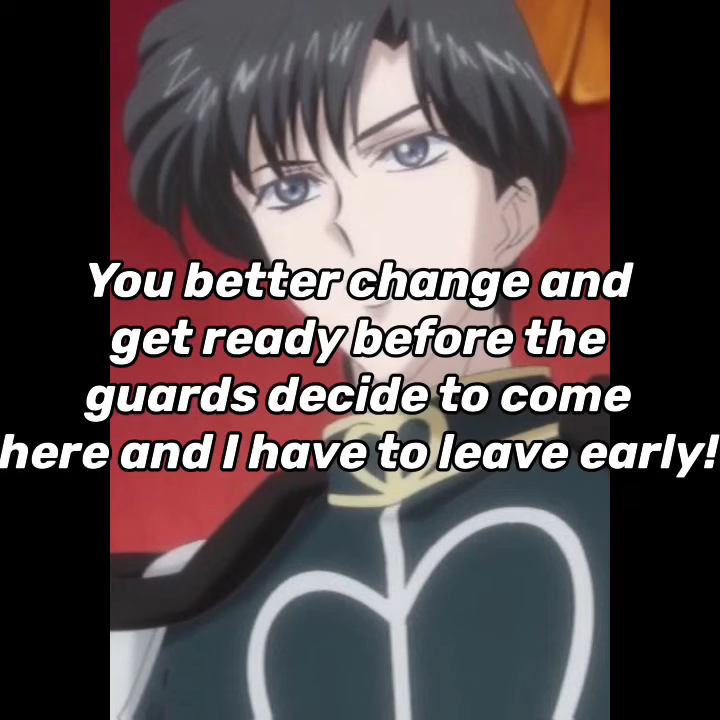 You better change and
get ready before the
guards decide to come
here and I have to leave early!